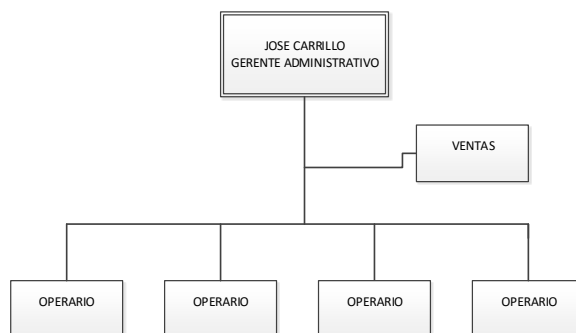 JOSE CARRILLO
GERENTE ADMINISTRATIVO
VENTAS
OPERARIO
OPERARIO
OPERARIO
OPERARIO